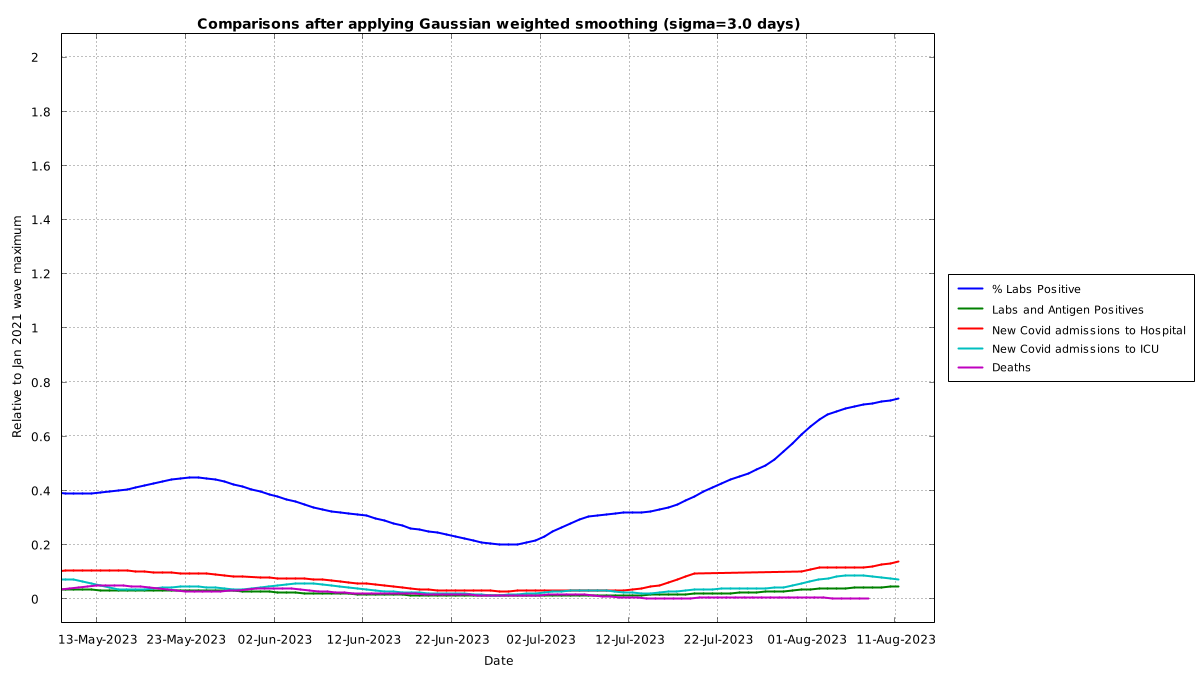 Comparisons after applying Gaussian weighted smoothing (sigma=3.0 days)
Relative to Jan 2021 wave maximum
2
1.8
1.6
1.4
1.2
1
0.8
0.6
0.4
0.2
0
13-May-2023 23-May-2023 02-Jun-2023 12-Jun-2023 22-Jun-2023 02-Jul-2023 12-Jul-2023 22-Jul-2023 01-Aug-2023 11-Aug-2023
Date
% Labs Positive
Labs and Antigen Positives
New Covid admissions to Hospital
New Covid admissions to ICU
Deaths